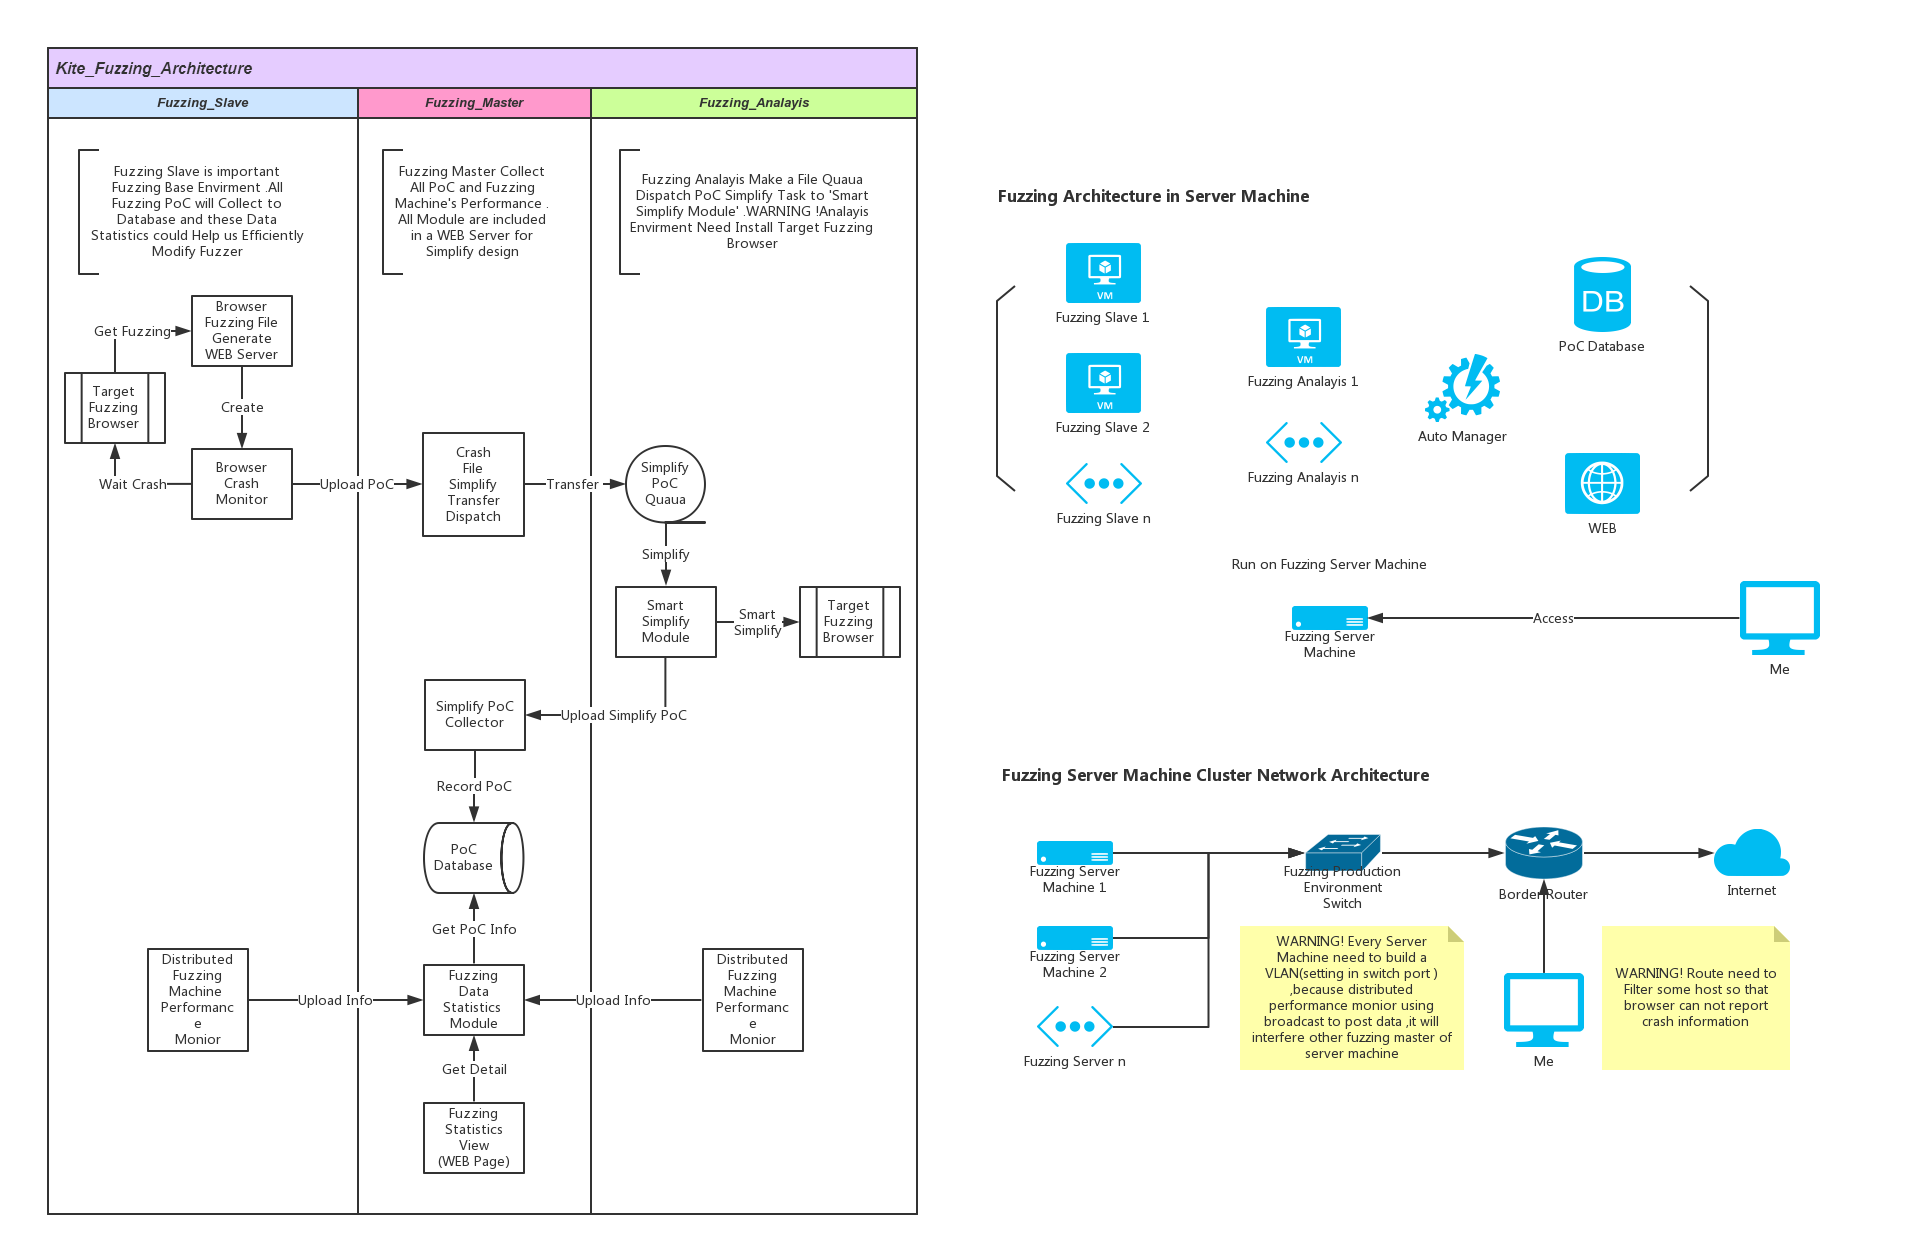 Kite_Fuzzing_Architecture
Fuzzing_Slave
Fuzzing_Master
Fuzzing_Analayis
Fuzzing Slave is important
Fuzzing Base Envirment .All
Fuzzing PoC will Collect to
Database and these Data
Statistics could Help us Efficiently
Modify Fuzzer
Fuzzing Master Collect
All PoC and Fuzzing
Machine's Performance .
All Module are included
in a WEB Server for
Simplify design
Fuzzing Analayis Make a File Quaua
Dispatch PoC Simplify Task to 'Smart
Simplify Module' .WARNING !Analayis
Envirment Need Install Target Fuzzing
Browser
Get Fuzzing
Browser
Fuzzing File
Generate
WEB Server
Target
Fuzzing
Browser
Create
Wait Crash
Browser
Crash
Monitor
Upload PoC
Crash
File
Simplify
Transfer
Dispatch
Transfer
Simplify
PoC
Quaua
Simplify
Smart
Simplify
Module
Smart
Simplify
Target
Fuzzing
Browser
Simplify PoC
Collector
Upload Simplify PoC
Record PoC
PoC
Database
Get PoC Info
Distributed
Fuzzing
Machine
Performanc
e
Monior
Upload Info
Fuzzing
Data
Statistics
Module
Upload Info
Distributed
Fuzzing
Machine
Performanc
e
Monior
Get Detail
Fuzzing
Statistics
View
(WEB Page)
Fuzzing Architecture in Server Machine
VM
Fuzzing Slave 1
VM
Fuzzing Slave 2
Fuzzing Slave n
VM
Fuzzing Analayis 1
Fuzzing Analayis n
Auto Manager
DB
PoC Database
WEB
Run on Fuzzing Server Machine
Fuzzing Server
Machine
Access
Me
Fuzzing Server Machine Cluster Network Architecture
Fuzzing Server
Machine 1
Fuzzing Server
Machine 2
Fuzzing Server n
Fuzzing Production
Environment
Switch
Border Router
Internet
WARNING! Every Server
Machine need to build a
VLAN(setting in switch port )
,because distributed
performance monior using
broadcast to post data ,it will
interfere other fuzzing master of
server machine
Me
WARNING! Route need to
Filter some host so that
browser can not report
crash information